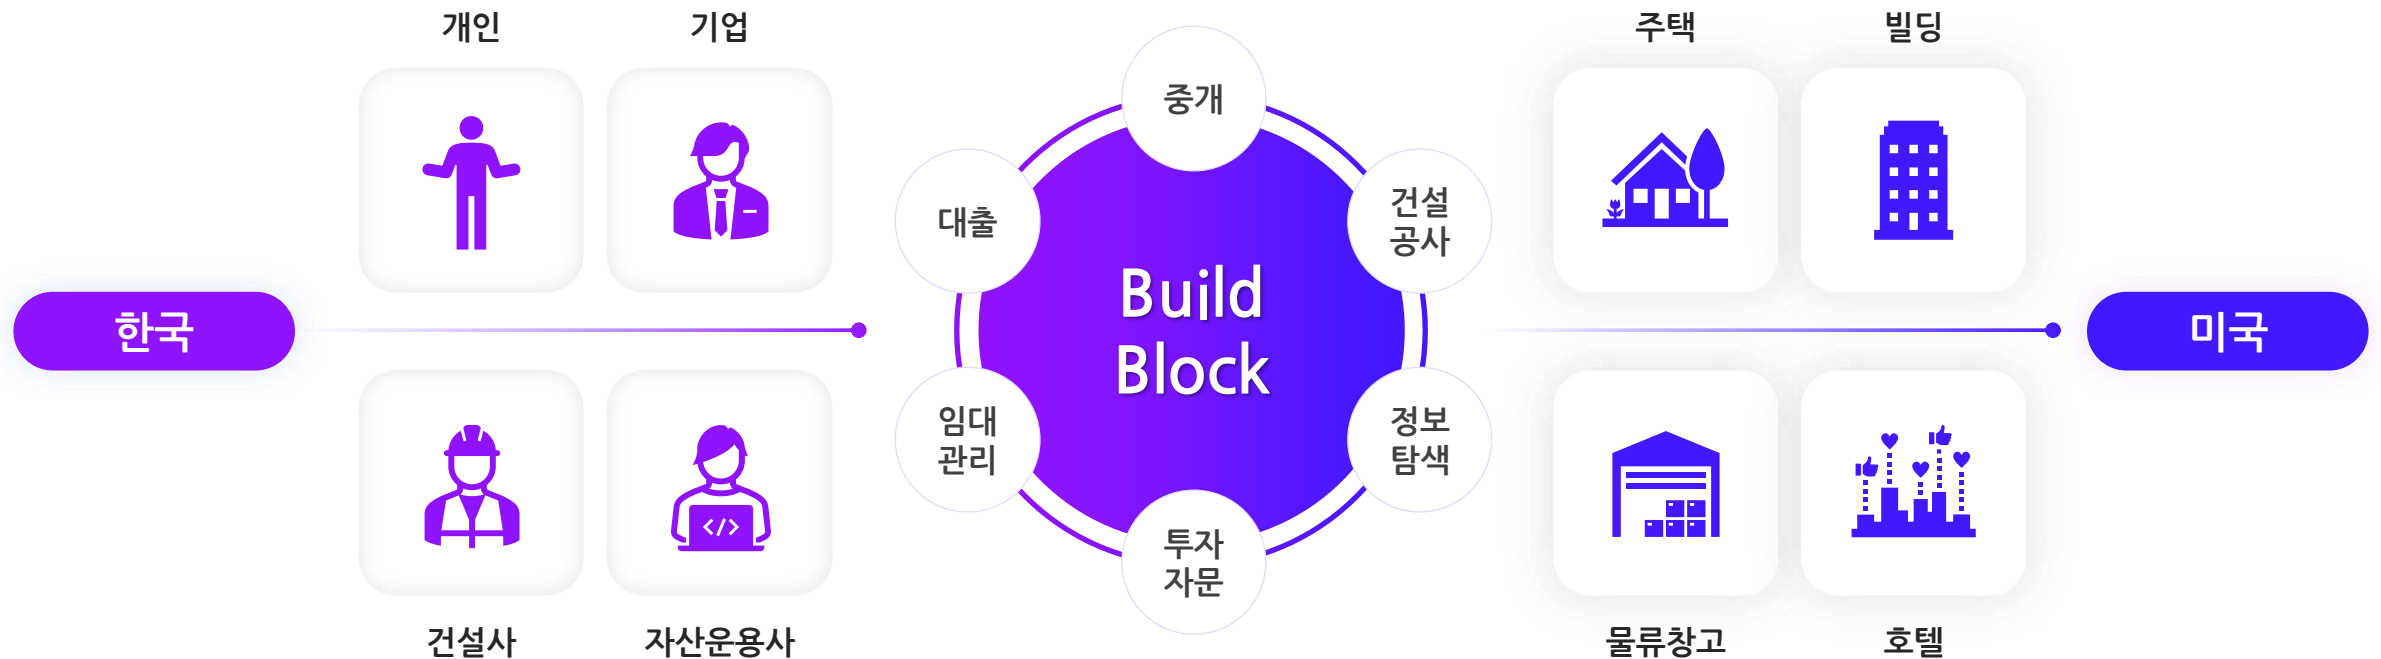 한국
개인
기업
건설사
자산운용사
Build
Block
중개
건설
공사
정보
탐색
투자
자문
임대
관리
대출
주택
빌딩
물류창고
호텔
미국